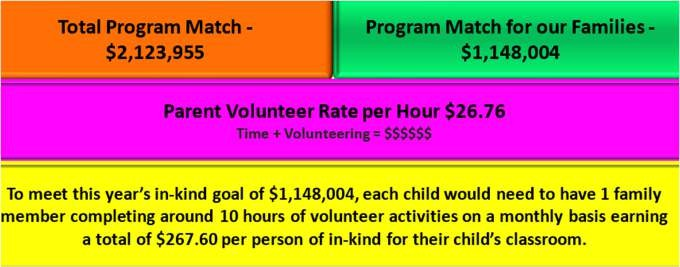 Total Program Match -
$2,123,955
Program Match for our Families -
$1,148,004
Parent Volunteer Rate per Hour $26.76
Time + Volunteering = $$$$$$
To meet this year’s in-kind goal of $1,148,004, each child would need to have 1 family
member completing around 10 hours of volunteer activities on a monthly basis earning
a total of $267.60 per person of in-kind for their child’s classroom.